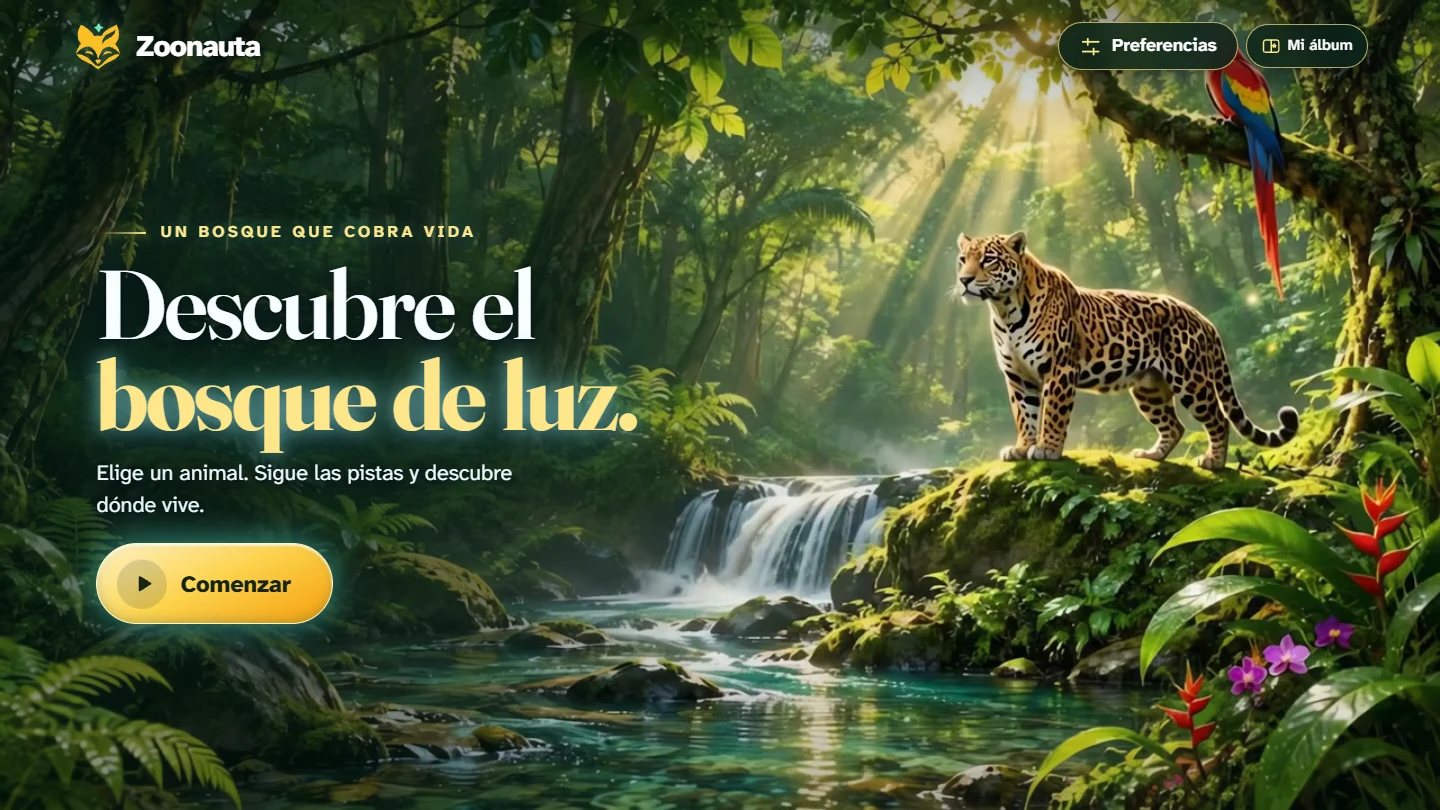 Zoonauta
Preferencias
Mi álbum
UN BOSQUE QUE COBRA VIDA
Descubre el
bosque de luz.
Elige un animal. Sigue las pistas y descubre
dónde vive.
Comenzar